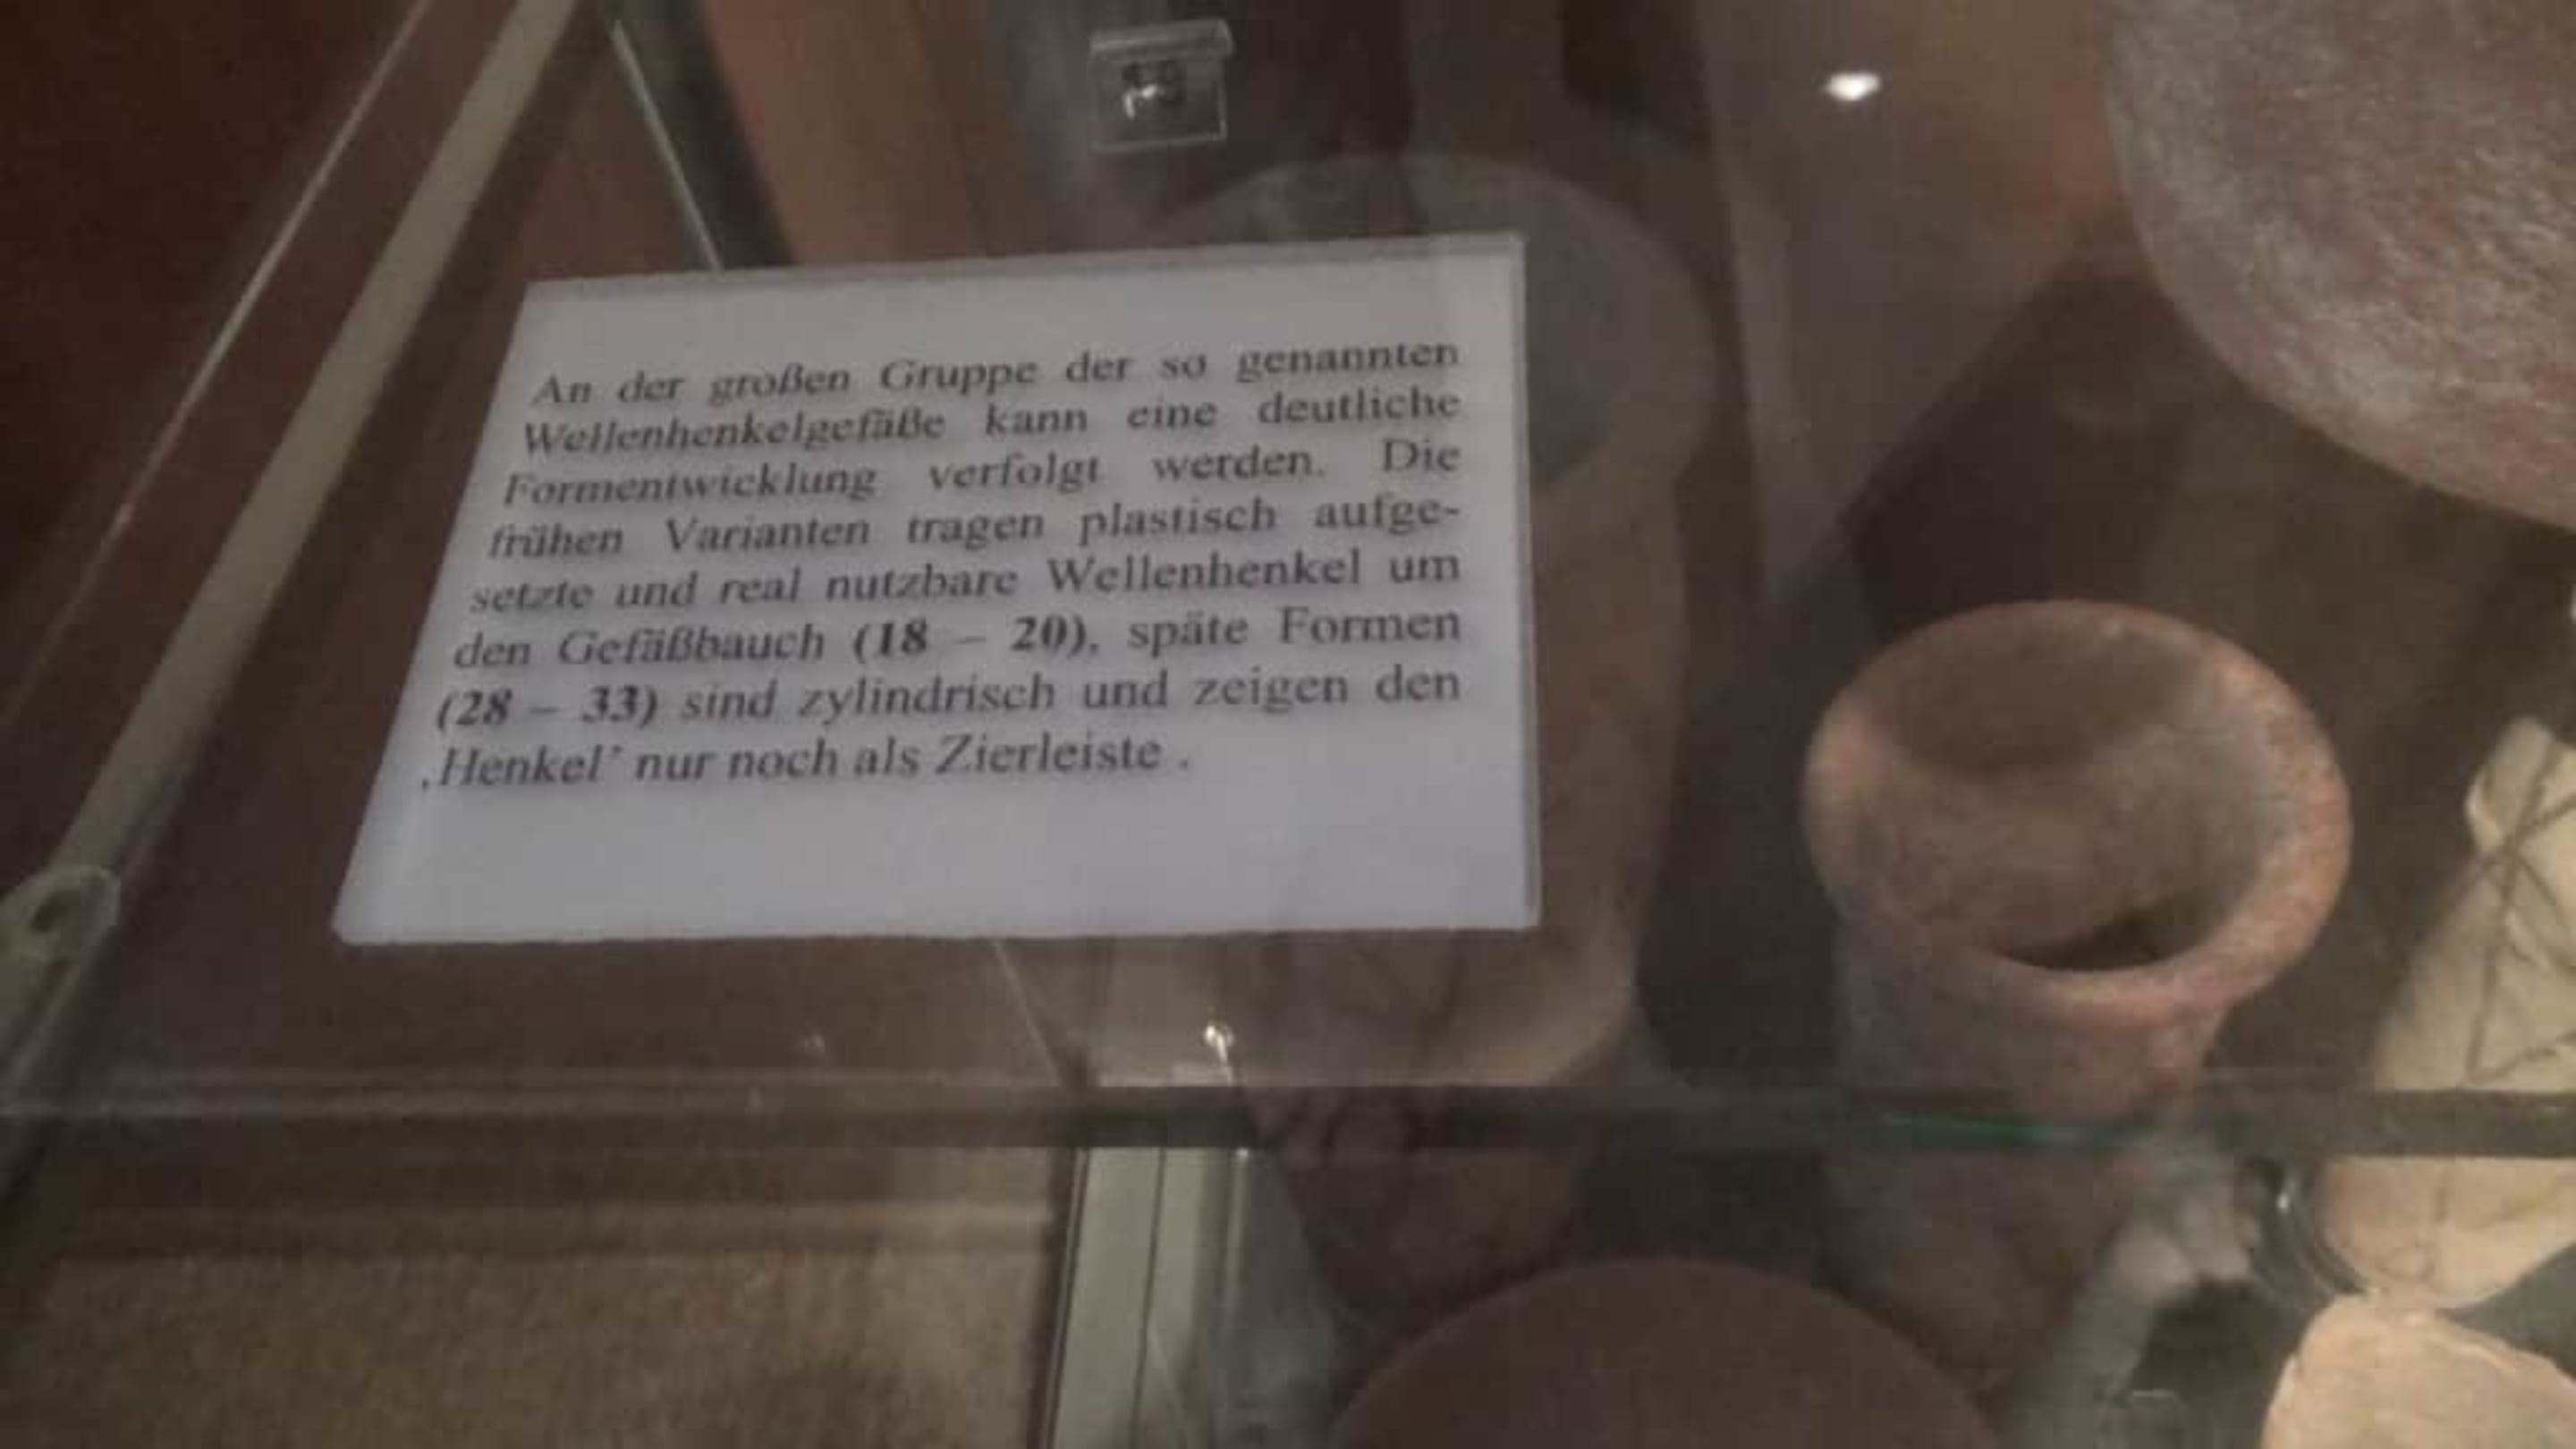 An der großen Gruppe der so genannten
Wellenhenkelgefäße kann eine deutliche
Formentwicklung verfolgt werden. Die
frühen Varianten tragen plastisch aufge-
setzte und real nutzbare Wellenhenkel um
den Gefäßbauch (18 – 20), späte Formen
(28 – 33) sind zylindrisch und zeigen den
‚Henkel‘ nur noch als Zierleiste .